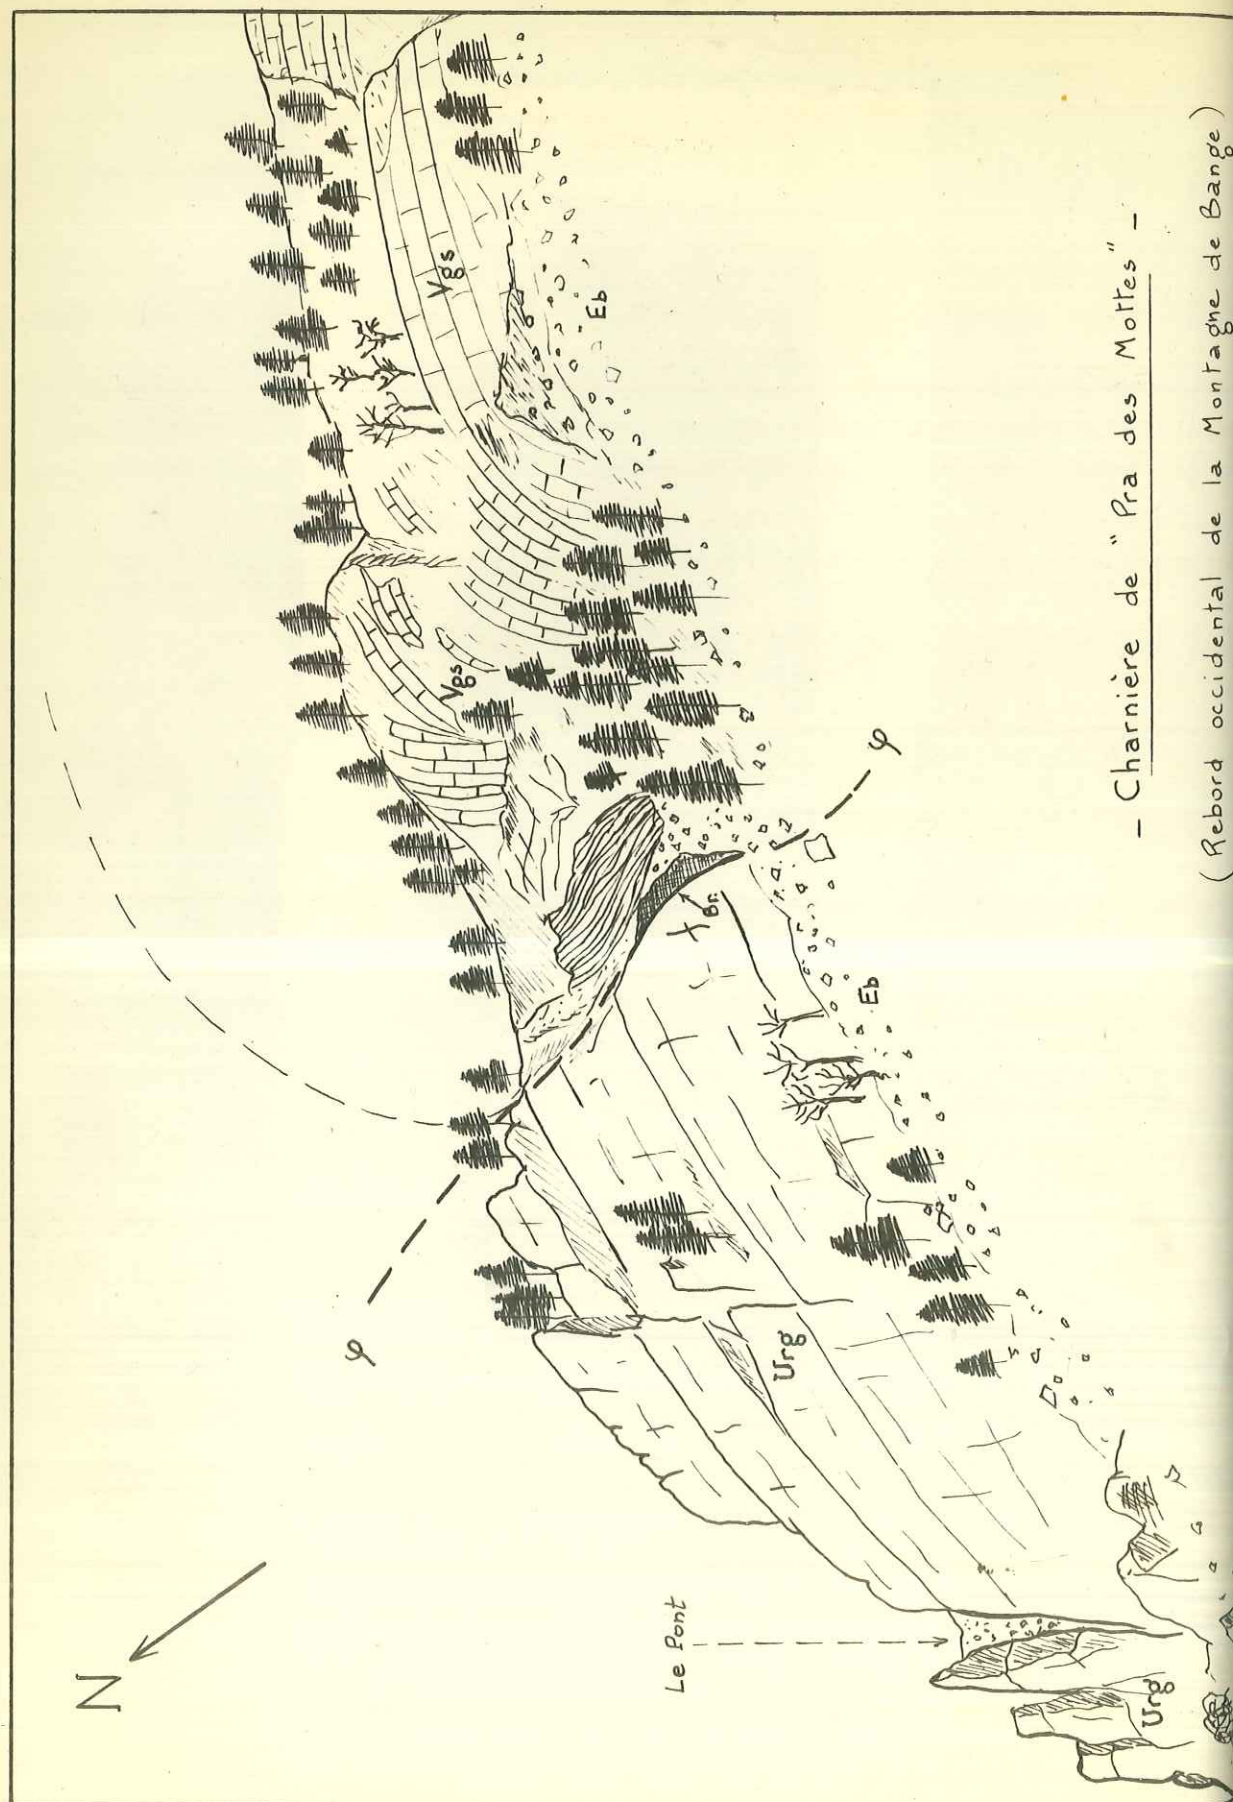 N
φ
φ
Le Pont
Urg
Urg
Vgs
Vgs
Br.
Eb
Eb
- Charnière de "Pra des Mottes" -
(Rebord occidental de la Montagne de Bange)